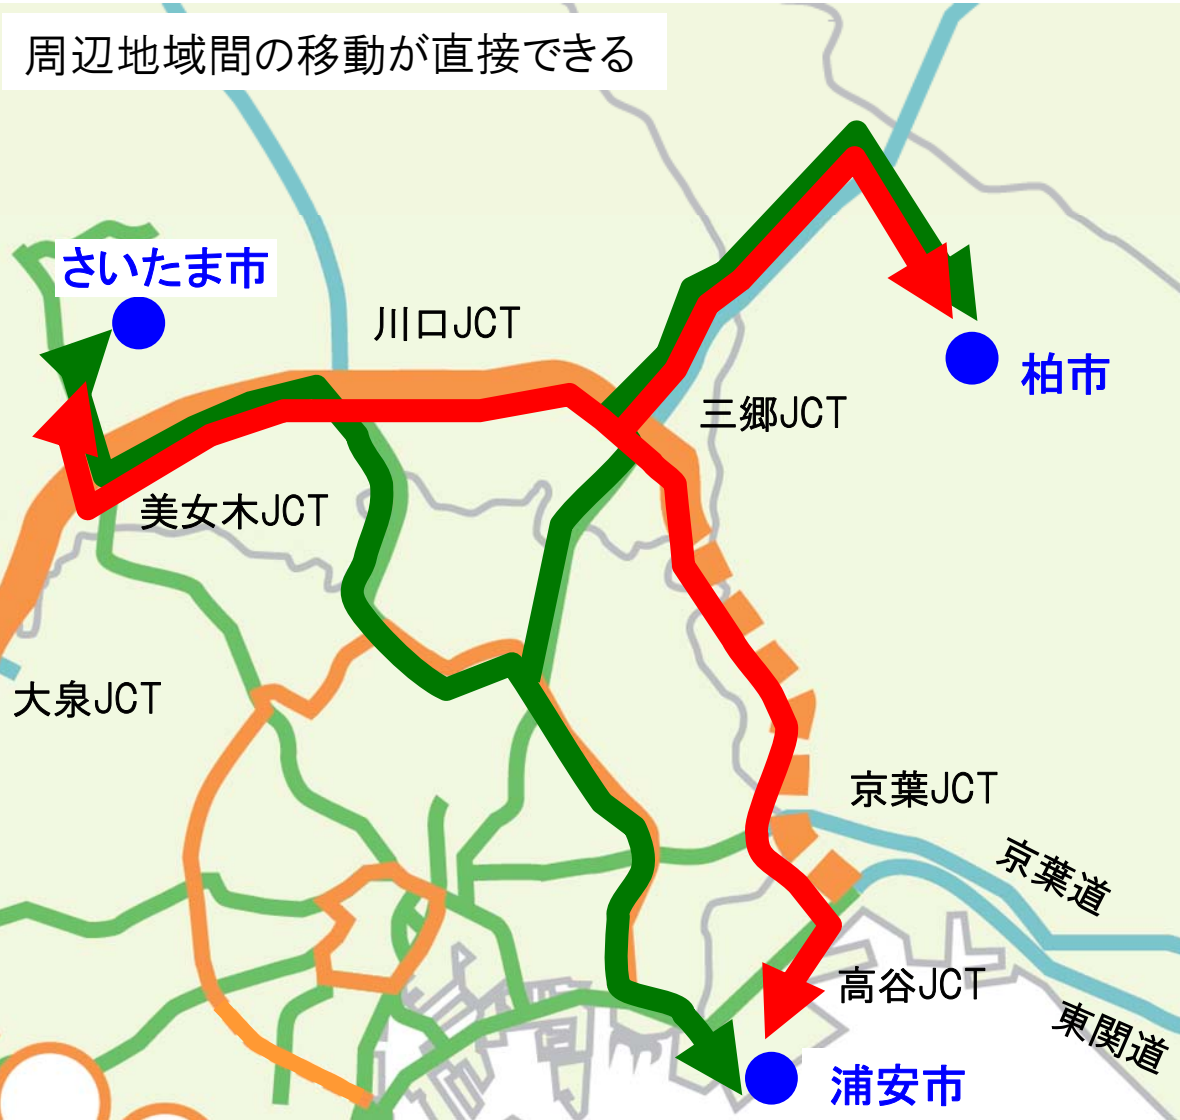 周辺地域間の移動が直接できる
さいたま市
川口JCT
柏市
三郷JCT
美女木JCT
大泉JCT
京葉JCT
京葉道
高谷JCT
東関道
浦安市